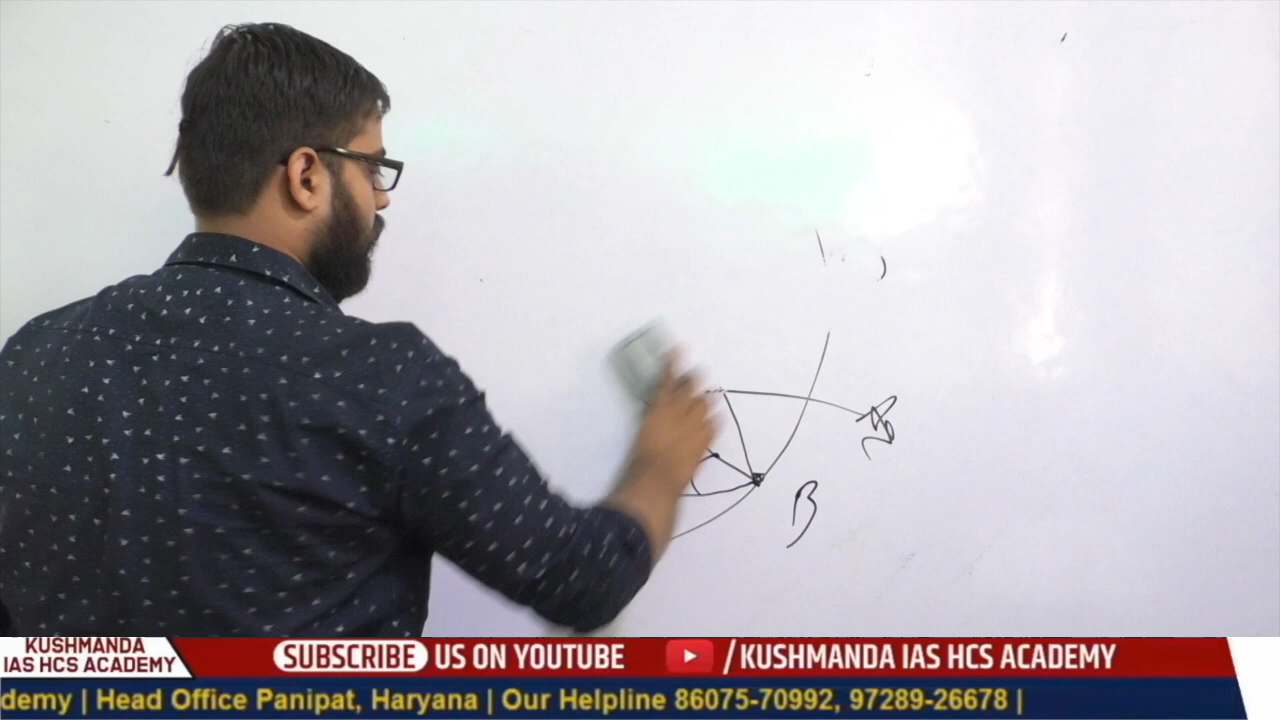 B
KUSHMANDA
IAS HCS ACADEMY
SUBSCRIBE US ON YOUTUBE
/KUSHMANDA IAS HCS ACADEMY
demy | Head Office Panipat, Haryana | Our Helpline 86075-70992, 97289-26678 |